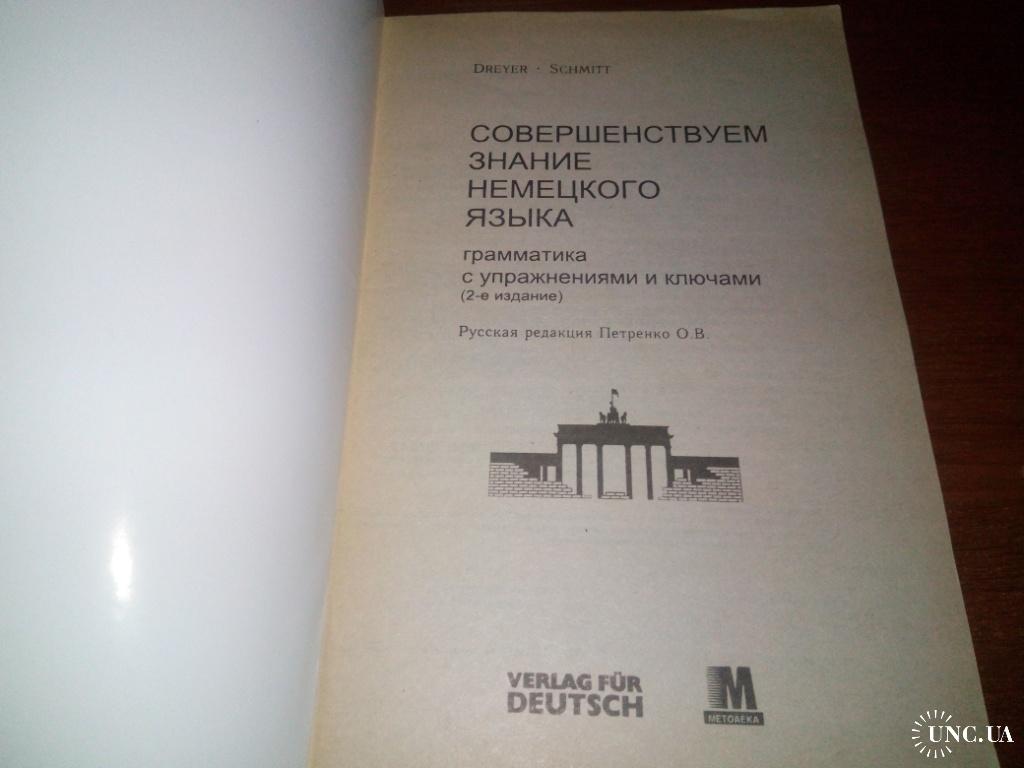 DREYER · SCHMITT
СОВЕРШЕНСТВУЕМ
ЗНАНИЕ
НЕМЕЦКОГО
ЯЗЫКА
грамматика
с упражнениями и ключами
(2-е издание)
Русская редакция Петренко О.В.
VERLAG FÜR
DEUTSCH
М
МЕТОДЕКА
UNC.UA